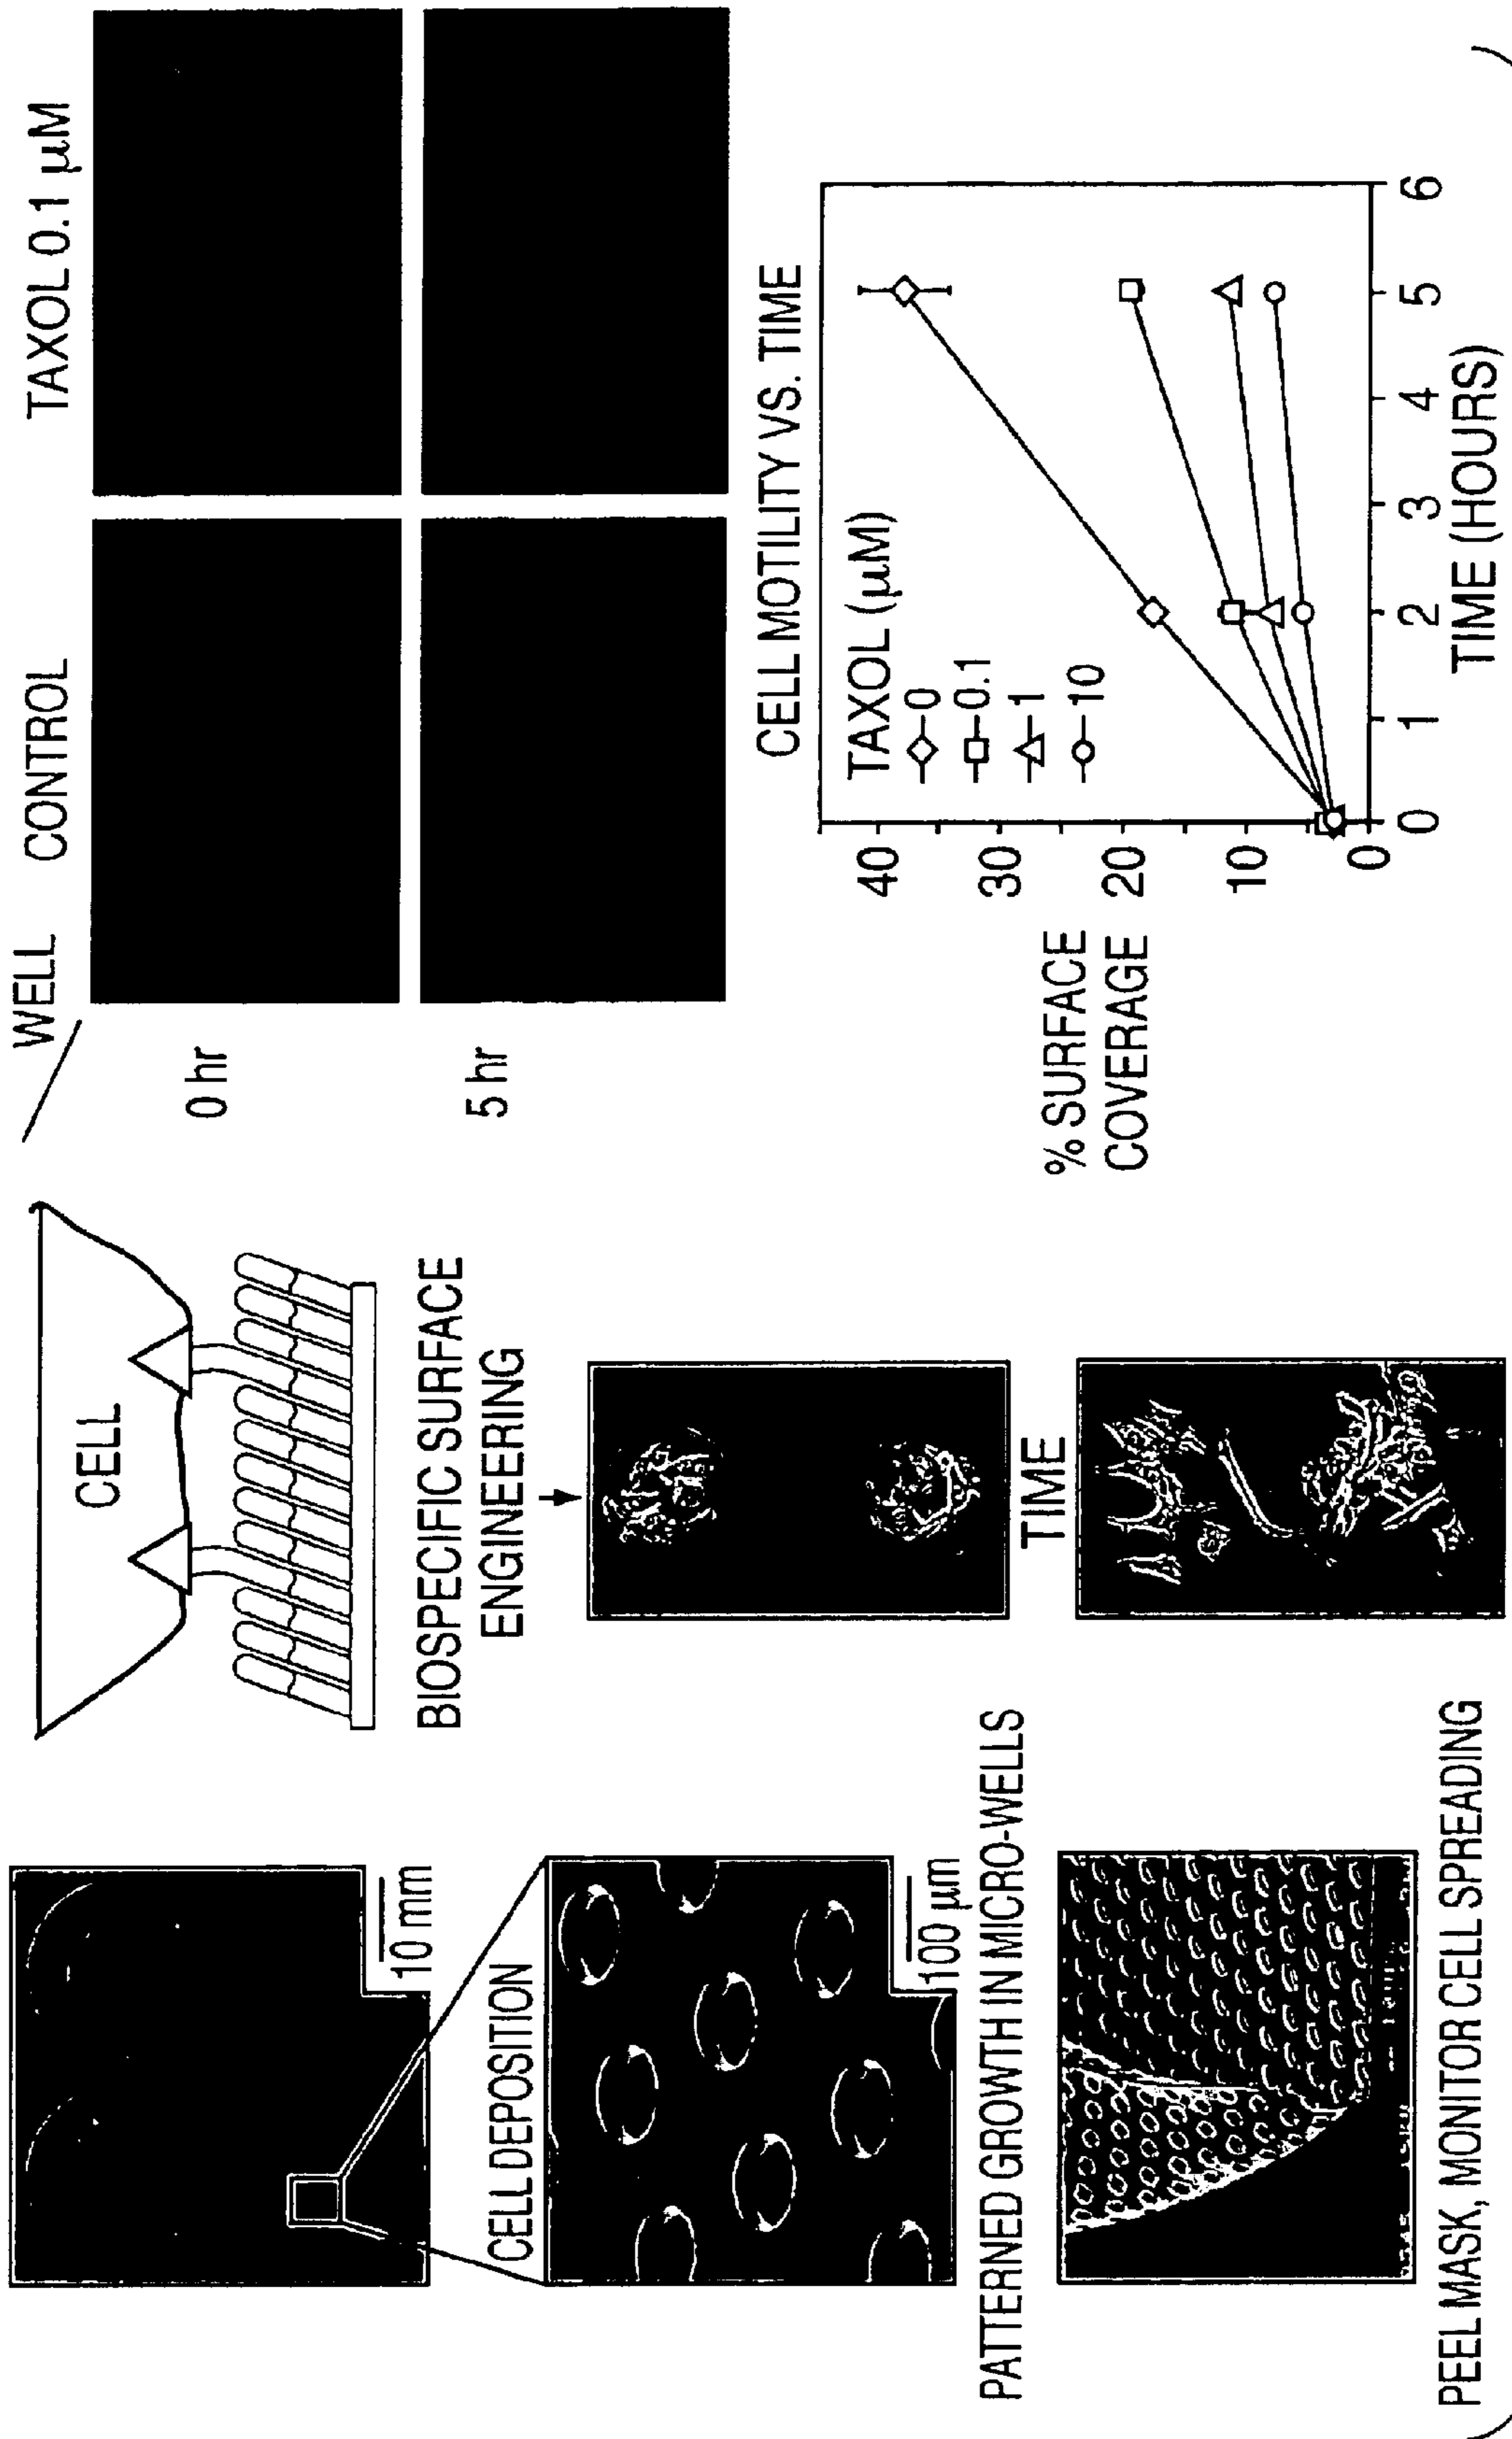 10 mm
CELL DEPOSITION
100 µm
PATTERNED GROWTH IN MICRO-WELLS
PEEL MASK, MONITOR CELL SPREADING
CELL
BIOSPECIFIC SURFACE
ENGINEERING
TIME
WELL CONTROL TAXOL 0.1 µM
0 hr
5 hr
CELL MOTILITY VS. TIME
% SURFACE
COVERAGE
40
30
20
10
0
TAXOL (µM)
0
0.1
1
10
0 1 2 3 4 5 6
TIME (HOURS)